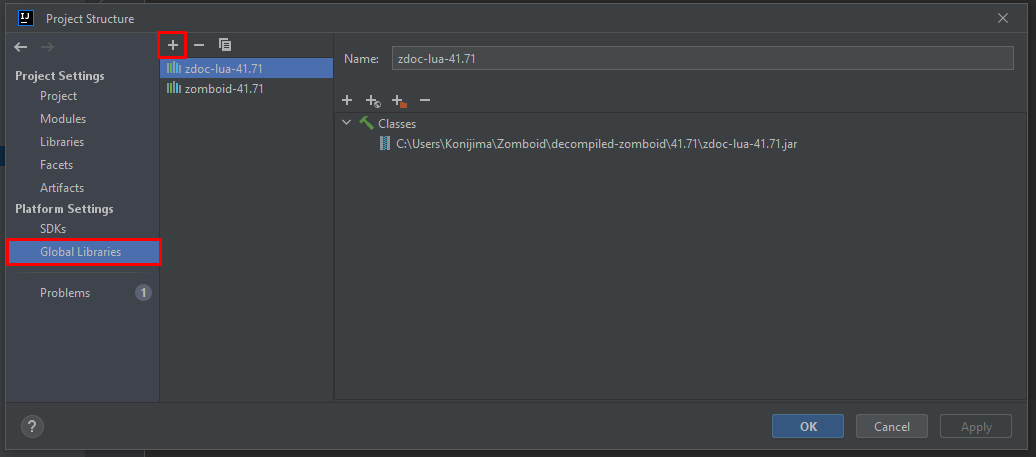 IJ
Project Structure
Project Settings
Project
Modules
Libraries
Facets
Artifacts
Platform Settings
SDKs
Global Libraries
Problems
1
zdoc-lua-41.71
zomboid-41.71
Name:
zdoc-lua-41.71
Classes
C:\Users\Konijima\Zomboid\decompiled-zomboid\41.71\zdoc-lua-41.71.jar
?
OK
Cancel
Apply